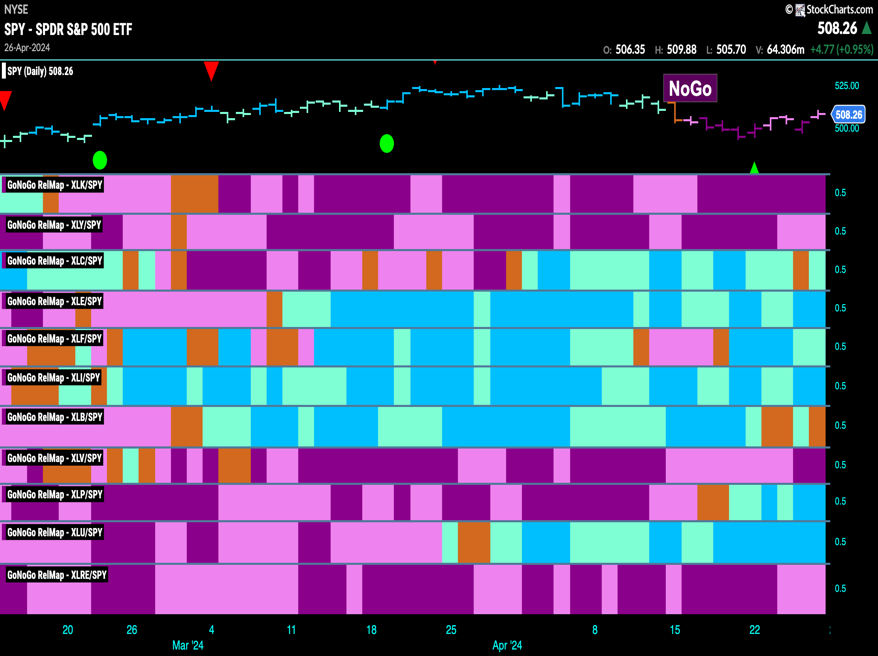 NYSE
© StockCharts.com
SPY - SPDR S&P 500 ETF
508.26
26-Apr-2024
O: 506.35 H: 509.88 L: 505.70 V: 64.306m +4.77 (+0.95%)
SPY (Daily) 508.26
525.00
NoGo
508.26
500.00
GoNoGo RelMap - XLK/SPY
0.5
GoNoGo RelMap - XLY/SPY
0.5
GoNoGo RelMap - XLC/SPY
0.5
GoNoGo RelMap - XLE/SPY
0.5
GoNoGo RelMap - XLF/SPY
0.5
GoNoGo RelMap - XLI/SPY
0.5
GoNoGo RelMap - XLB/SPY
0.5
GoNoGo RelMap - XLV/SPY
0.5
GoNoGo RelMap - XLP/SPY
0.5
GoNoGo RelMap - XLU/SPY
0.5
GoNoGo RelMap - XLRE/SPY
0.5
20 26 4 11 18 25 8 15 22
Mar '24 Apr '24